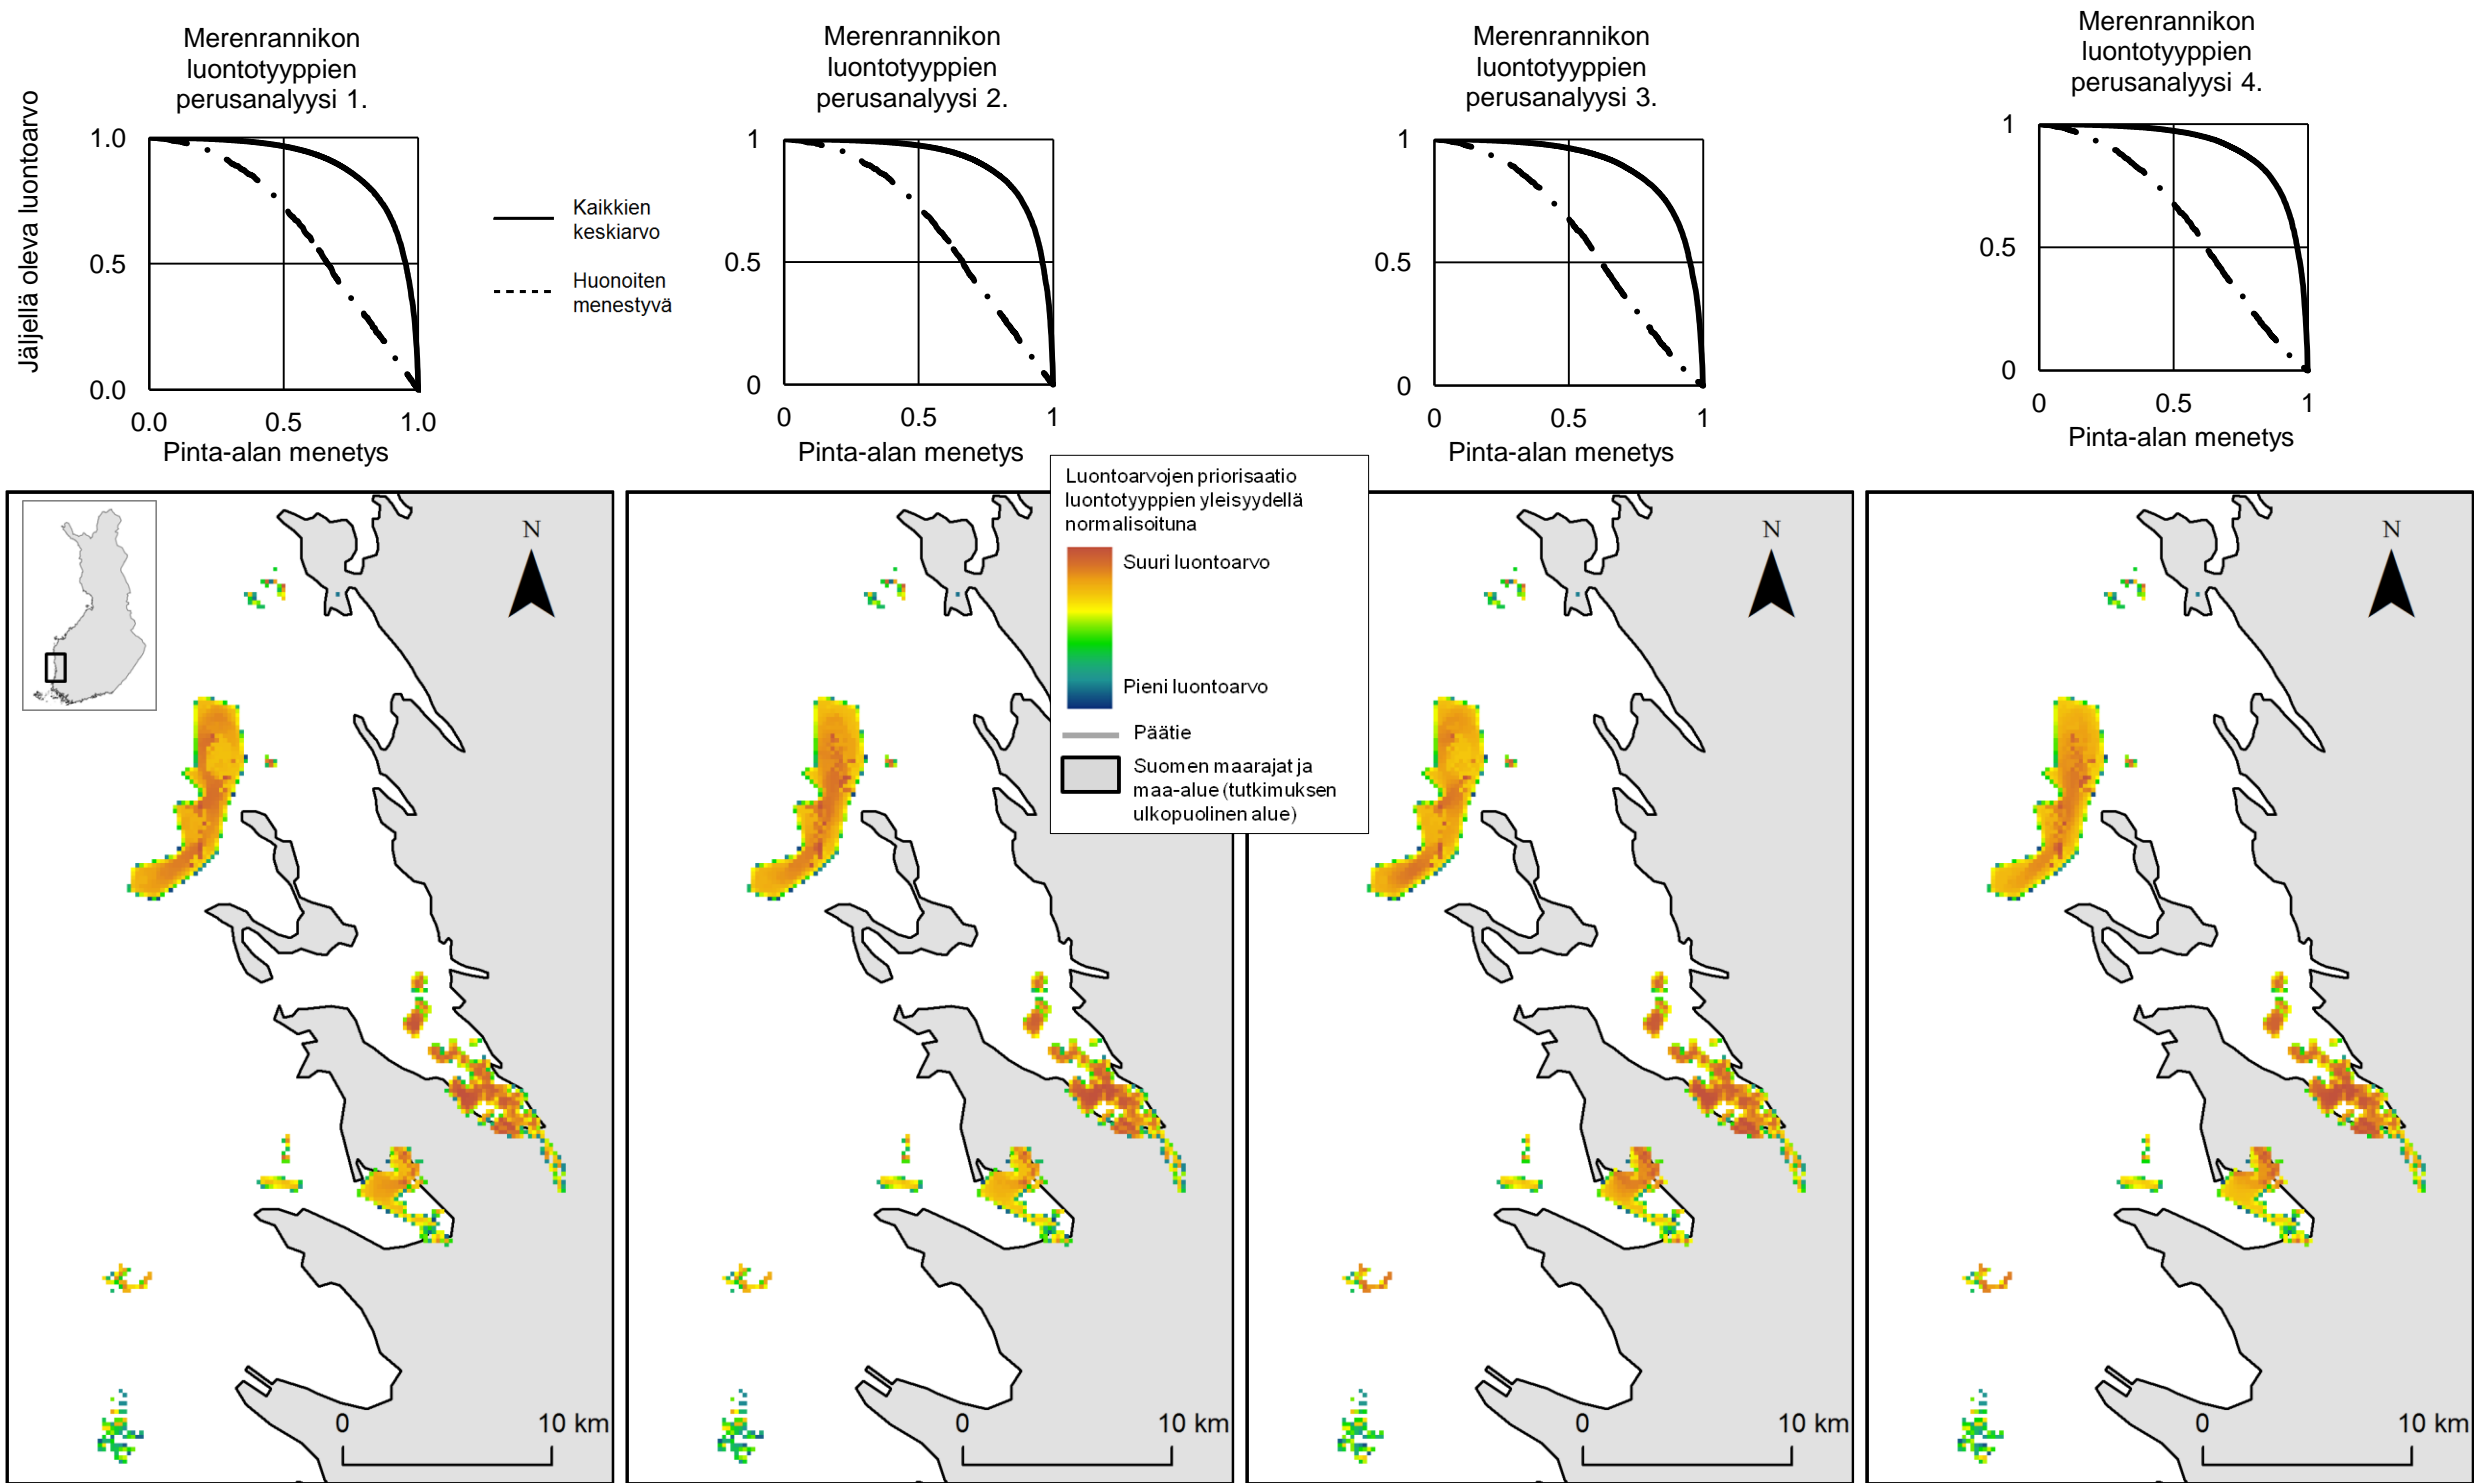 Merenrannikon
luontotyyppien
perusanalyysi 1.
Jäljellä oleva luontoarvo
1.0
0.5
0.0
0.0
0.5
1.0
Pinta-alan menetys
Kaikkien
keskiarvo
Huonoiten
menestyvä
Merenrannikon
luontotyyppien
perusanalyysi 2.
1
0.5
0
0
0.5
1
Pinta-alan menetys
Merenrannikon
luontotyyppien
perusanalyysi 3.
1
0.5
0
0
0.5
1
Pinta-alan menetys
Merenrannikon
luontotyyppien
perusanalyysi 4.
1
0.5
0
0
0.5
1
Pinta-alan menetys
Luontoarvojen priorisaatio
luontotyyppien yleisyydellä
normalisoituna
Suuri luontoarvo
Pieni luontoarvo
Päätie
Suomen maarajat ja
maa-alue (tutkimuksen
ulkopuolinen alue)
N
0
10 km
0
10 km
N
0
10 km
N
0
10 km